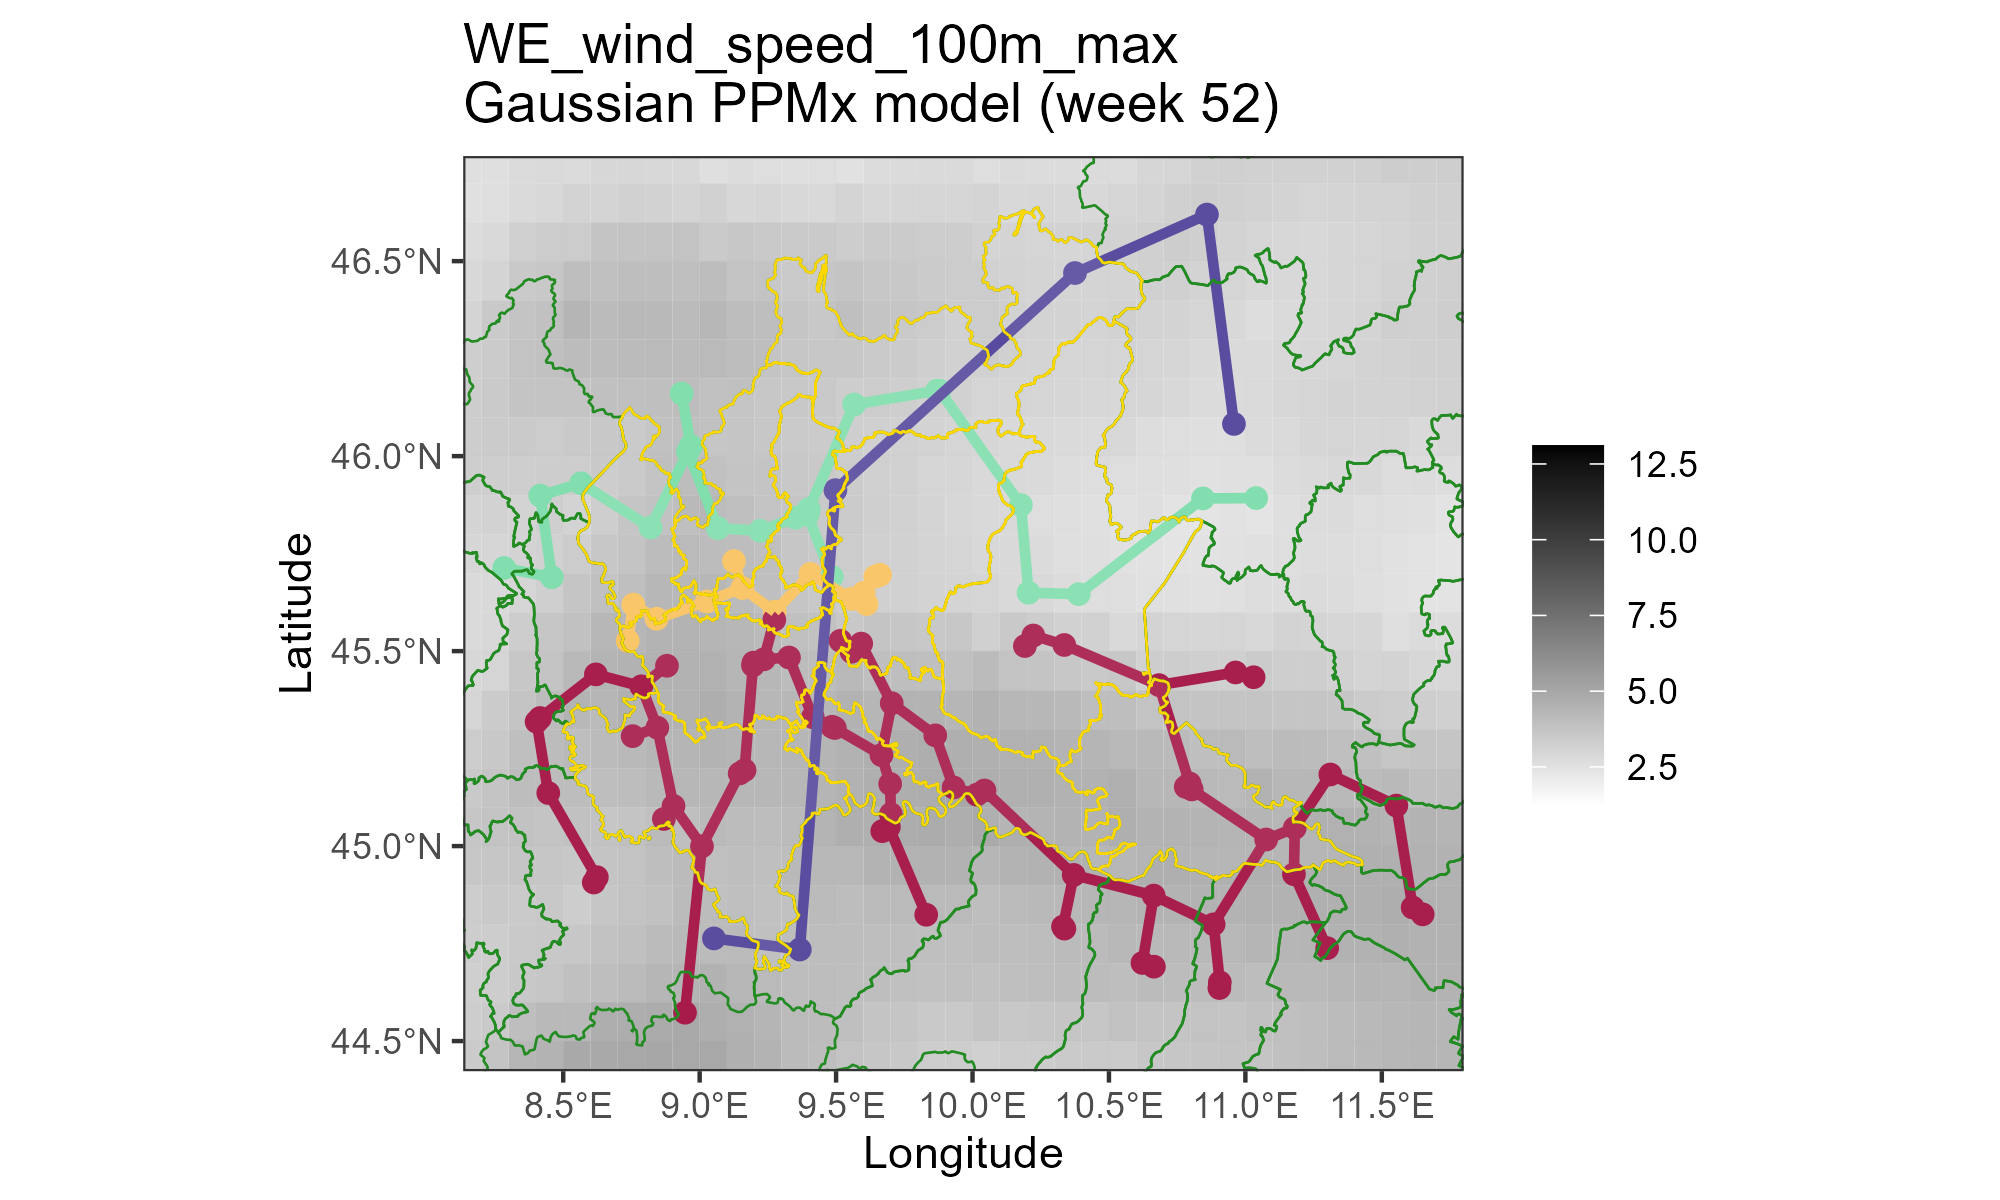 WE_wind_speed_100m_max
Gaussian PPMx model (week 52)
46.5°N
46.0°N
45.5°N
45.0°N
44.5°N
Latitude
8.5°E
9.0°E
9.5°E
10.0°E
10.5°E
11.0°E
11.5°E
Longitude
12.5
10.0
7.5
5.0
2.5